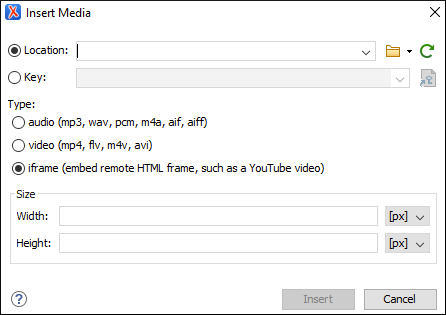 Insert Media
Location:
Key:
Type:
audio (mp3, wav, pcm, m4a, aif, aiff)
video (mp4, flv, m4v, avi)
iframe (embed remote HTML frame, such as a YouTube video)
Size
Width: [px]
Height: [px]
? Insert Cancel